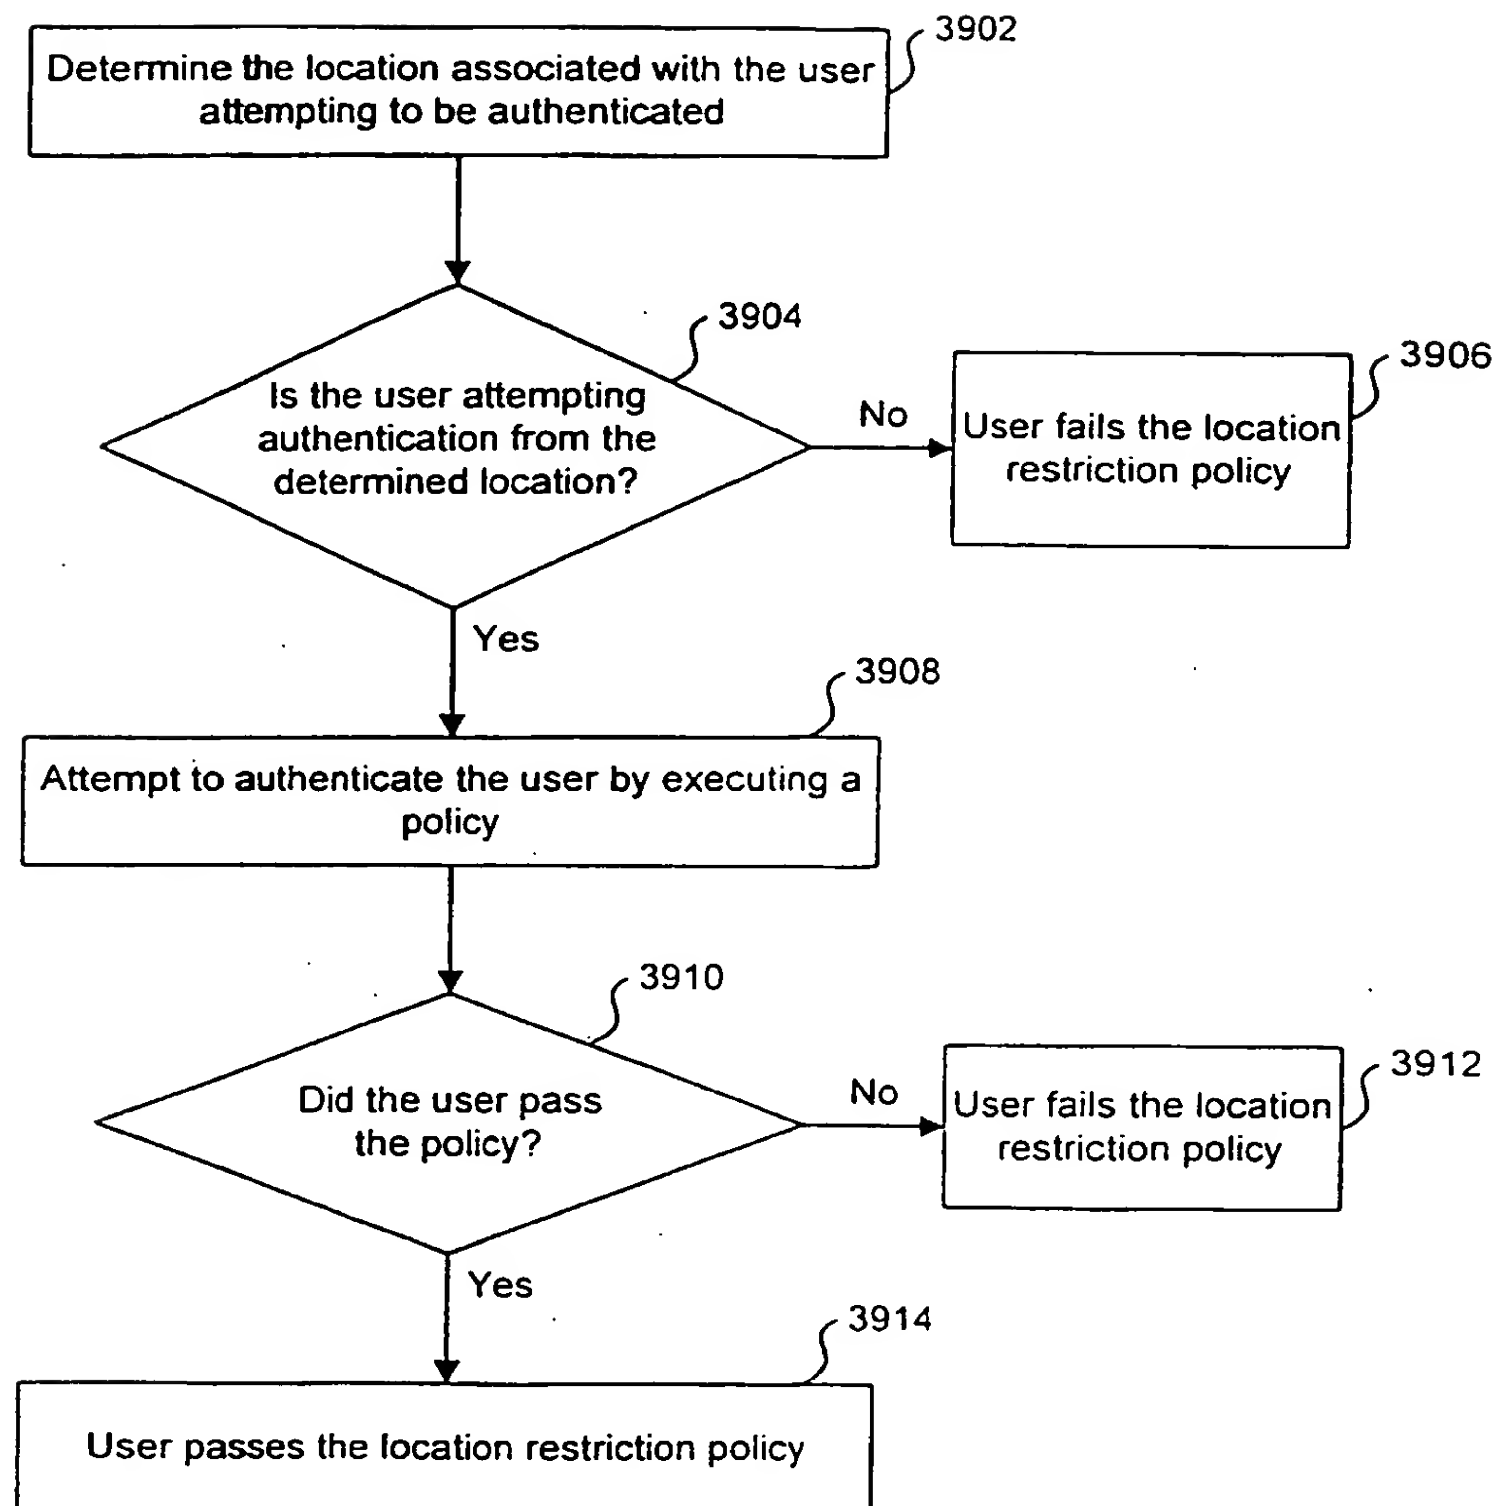 3902
Determine the location associated with the user
attempting to be authenticated
3904
Is the user attempting
authentication from the
determined location?
No
3906
User fails the location
restriction policy
Yes
3908
Attempt to authenticate the user by executing a
policy
3910
Did the user pass
the policy?
No
3912
User fails the location
restriction policy
Yes
3914
User passes the location restriction policy